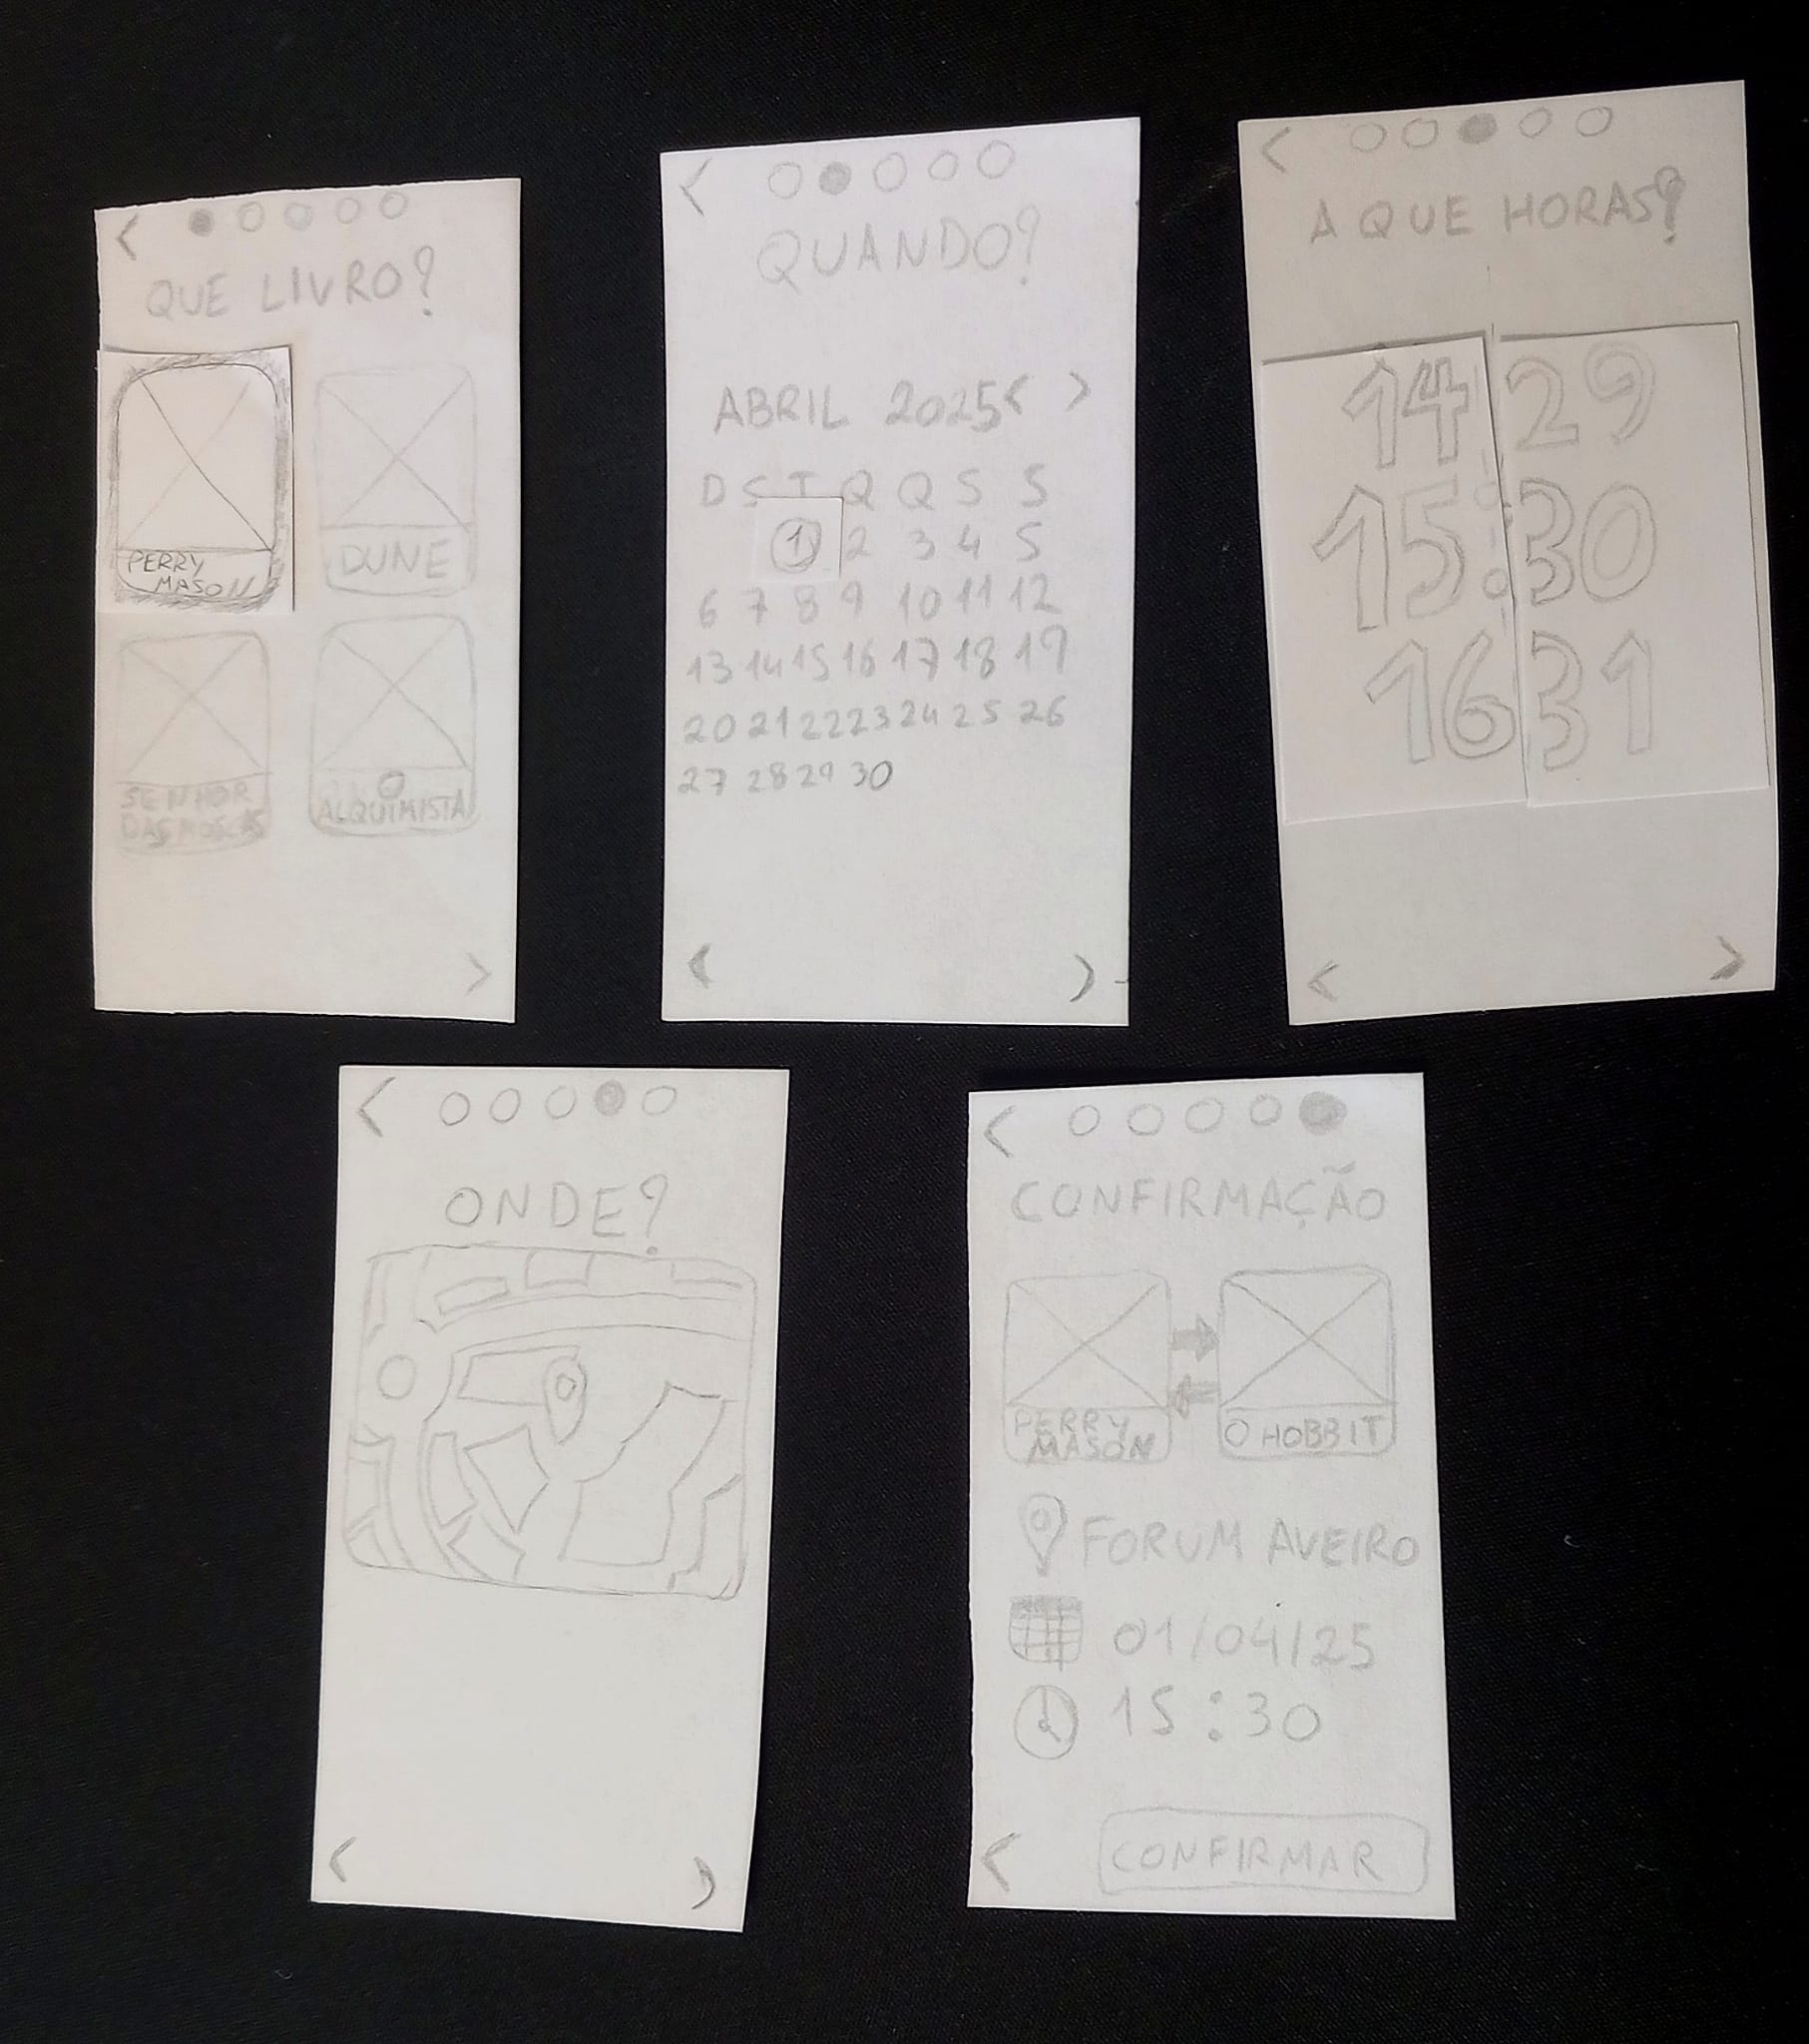 QUE LIVRO?
PERRY
MASON
DUNE
SENHOR
DAS MOSCAS
O
ALQUIMISTA
QUANDO?
ABRIL 2025 < >
D S T Q Q S S
1 2 3 4 5
6 7 8 9 10 11 12
13 14 15 16 17 18 19
20 21 22 23 24 25 26
27 28 29 30
A QUE HORAS?
14 29
15:30
16 31
ONDE?
CONFIRMAÇÃO
PERRY
MASON
O HOBBIT
FORUM AVEIRO
01/04/25
15:30
CONFIRMAR